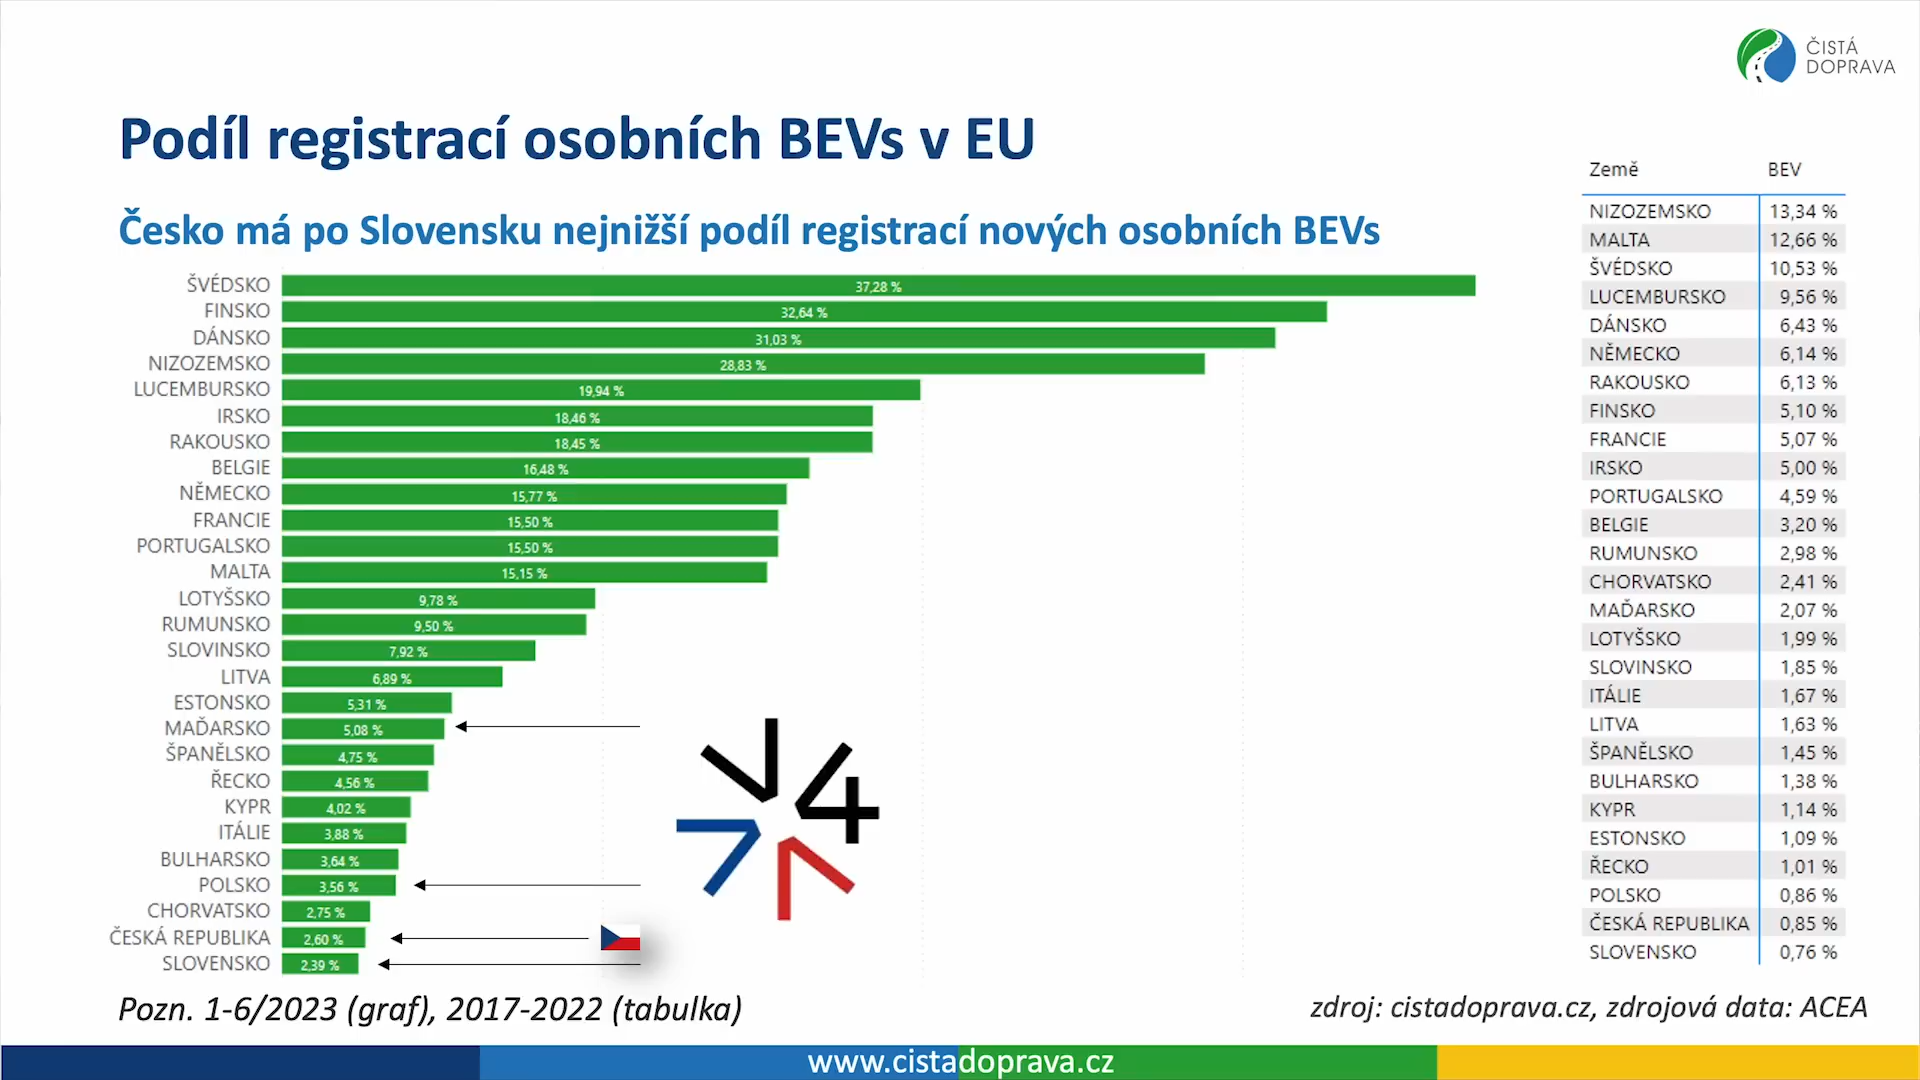 ČISTÁ
DOPRAVA
Podíl registrací osobních BEVs v EU
Česko má po Slovensku nejnižší podíl registrací nových osobních BEVs
ŠVÉDSKO 37,28 %
FINSKO 32,64 %
DÁNSKO 31,03 %
NIZOZEMSKO 28,83 %
LUCEMBURSKO 19,94 %
IRSKO 18,46 %
RAKOUSKO 18,45 %
BELGIE 16,48 %
NĚMECKO 15,77 %
FRANCIE 15,50 %
PORTUGALSKO 15,50 %
MALTA 15,15 %
LOTYŠSKO 9,78 %
RUMUNSKO 9,50 %
SLOVINSKO 7,92 %
LITVA 6,89 %
ESTONSKO 5,31 %
MAĎARSKO 5,08 %
ŠPANĚLSKO 4,75 %
ŘECKO 4,56 %
KYPR 4,02 %
ITÁLIE 3,88 %
BULHARSKO 3,64 %
POLSKO 3,56 %
CHORVATSKO 2,75 %
ČESKÁ REPUBLIKA 2,60 %
SLOVENSKO 2,39 %
V4
Země BEV
NIZOZEMSKO 13,34 %
MALTA 12,66 %
ŠVÉDSKO 10,53 %
LUCEMBURSKO 9,56 %
DÁNSKO 6,43 %
NĚMECKO 6,14 %
RAKOUSKO 6,13 %
FINSKO 5,10 %
FRANCIE 5,07 %
IRSKO 5,00 %
PORTUGALSKO 4,59 %
BELGIE 3,20 %
RUMUNSKO 2,98 %
CHORVATSKO 2,41 %
MAĎARSKO 2,07 %
LOTYŠSKO 1,99 %
SLOVINSKO 1,85 %
ITÁLIE 1,67 %
LITVA 1,63 %
ŠPANĚLSKO 1,45 %
BULHARSKO 1,38 %
KYPR 1,14 %
ESTONSKO 1,09 %
ŘECKO 1,01 %
POLSKO 0,86 %
ČESKÁ REPUBLIKA 0,85 %
SLOVENSKO 0,76 %
Pozn. 1-6/2023 (graf), 2017-2022 (tabulka)
zdroj: cistadoprava.cz, zdrojová data: ACEA
www.cistadoprava.cz